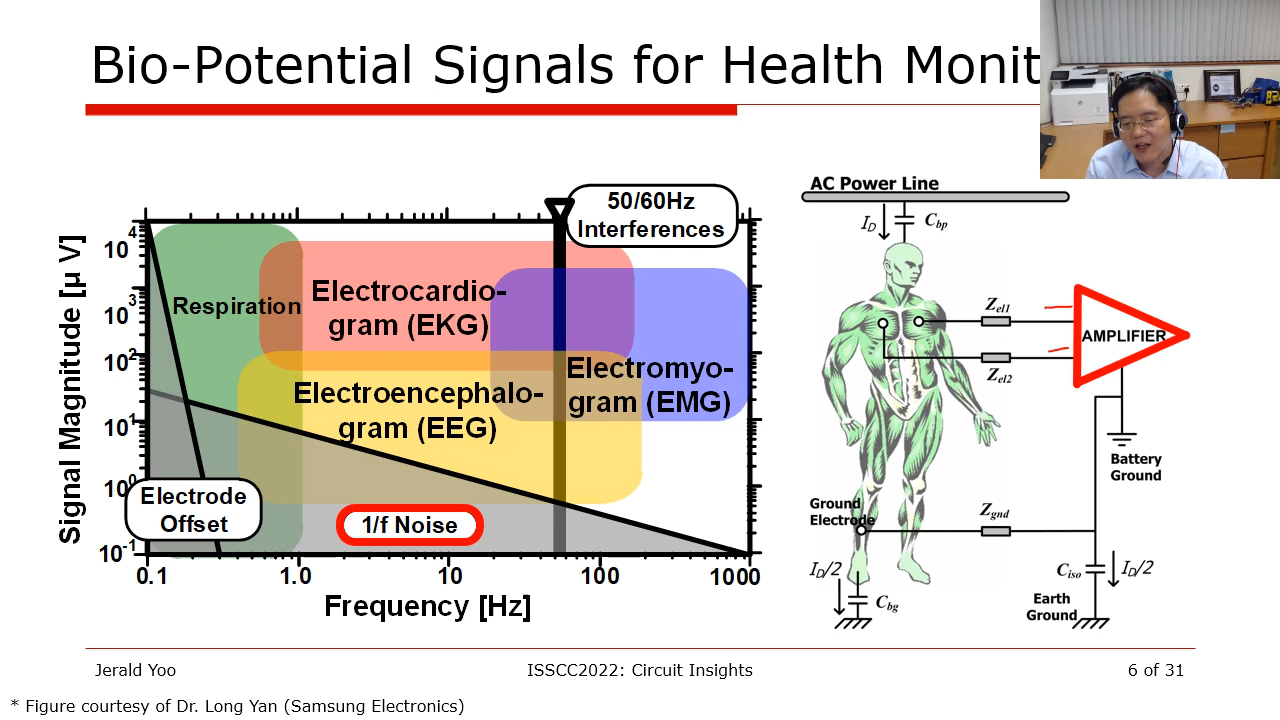 Bio-Potential Signals for Health Monit
AC Power Line
50/60Hz
Interferences
I_D
C_bp
10^4
10^3
10^2
10^1
10^0
10^-1
Signal Magnitude [μ V]
Respiration
Electrocardio-
gram (EKG)
Electroencephalo-
gram (EEG)
Electromyo-
gram (EMG)
Electrode
Offset
1/f Noise
0.1
1.0
10
100
1000
Frequency [Hz]
Z_el1
Z_el2
AMPLIFIER
Battery
Ground
Ground
Electrode
Z_gnd
I_D/2
C_bg
C_iso
I_D/2
Earth
Ground
Jerald Yoo
ISSCC2022: Circuit Insights
6 of 31
* Figure courtesy of Dr. Long Yan (Samsung Electronics)